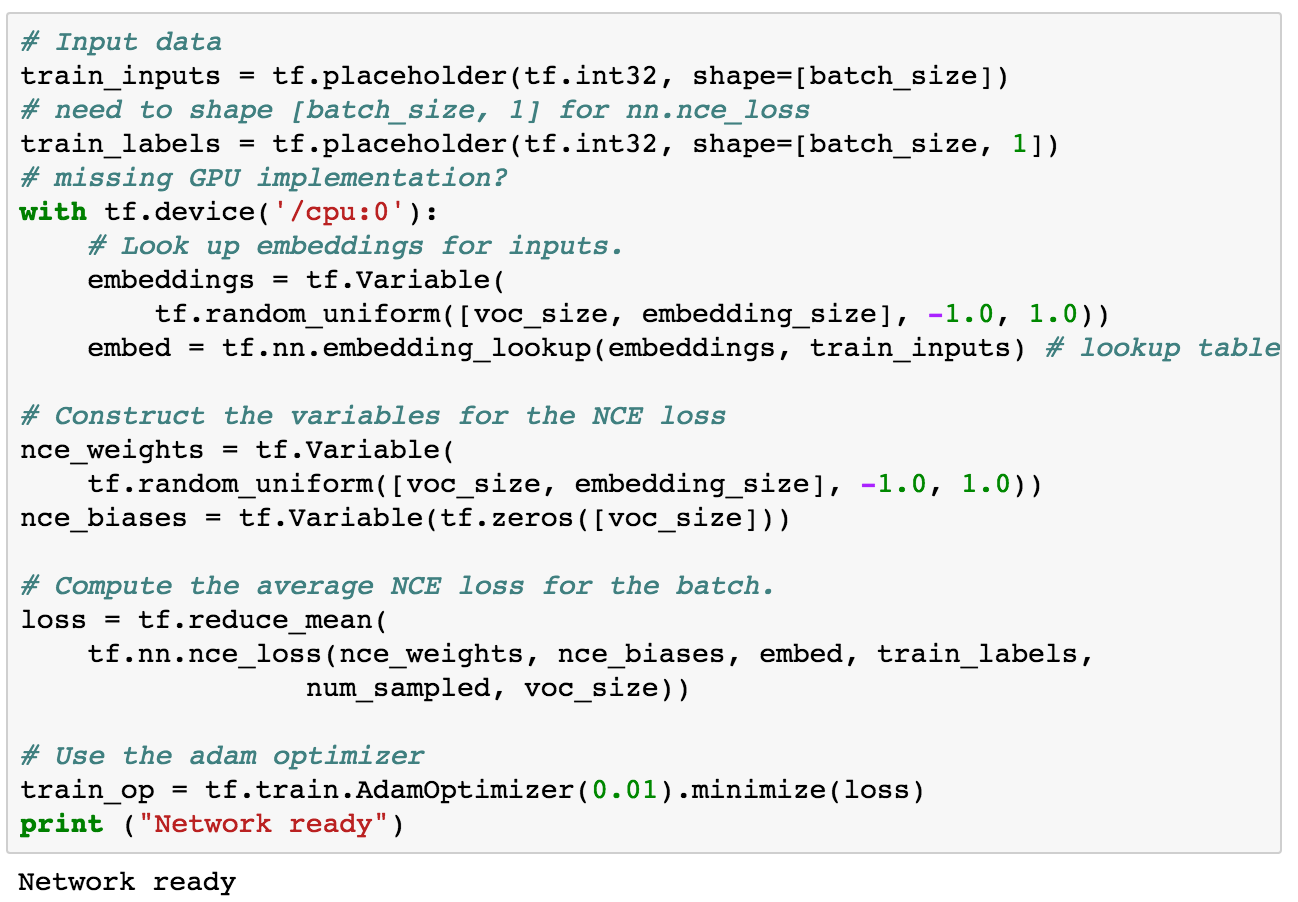 # Input data
train_inputs = tf.placeholder(tf.int32, shape=[batch_size])
# need to shape [batch_size, 1] for nn.nce_loss
train_labels = tf.placeholder(tf.int32, shape=[batch_size, 1])
# missing GPU implementation?
with tf.device('/cpu:0'):
    # Look up embeddings for inputs.
    embeddings = tf.Variable(
        tf.random_uniform([voc_size, embedding_size], -1.0, 1.0))
    embed = tf.nn.embedding_lookup(embeddings, train_inputs) # lookup table

# Construct the variables for the NCE loss
nce_weights = tf.Variable(
    tf.random_uniform([voc_size, embedding_size], -1.0, 1.0))
nce_biases = tf.Variable(tf.zeros([voc_size]))

# Compute the average NCE loss for the batch.
loss = tf.reduce_mean(
    tf.nn.nce_loss(nce_weights, nce_biases, embed, train_labels,
                 num_sampled, voc_size))

# Use the adam optimizer
train_op = tf.train.AdamOptimizer(0.01).minimize(loss)
print ("Network ready")
Network ready